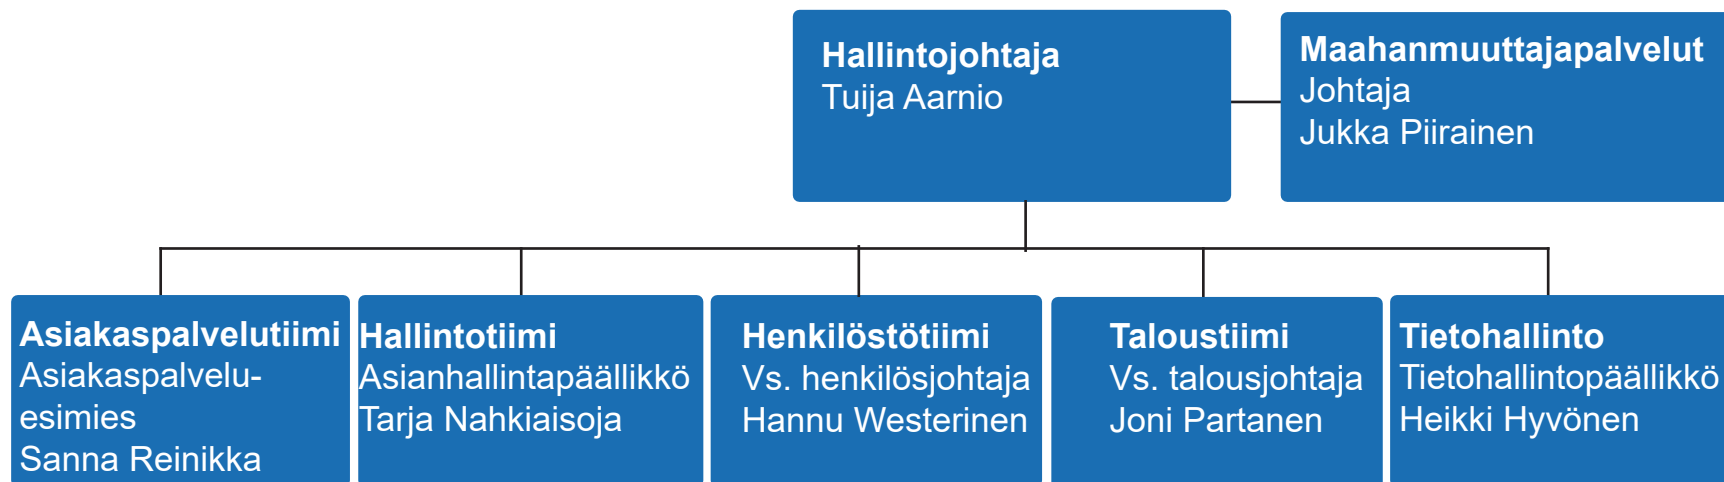 Hallintojohtaja
Tuija Aarnio
Maahanmuuttajapalvelut
Johtaja
Jukka Piirainen
Asiakaspalvelutiimi
Asiakaspalvelu-
esimies
Sanna Reinikka
Hallintotiimi
Asianhallintapäällikkö
Tarja Nahkiaisoja
Henkilöstötiimi
Vs. henkilösjohtaja
Hannu Westerinen
Taloustiimi
Vs. talousjohtaja
Joni Partanen
Tietohallinto
Tietohallintopäällikkö
Heikki Hyvönen